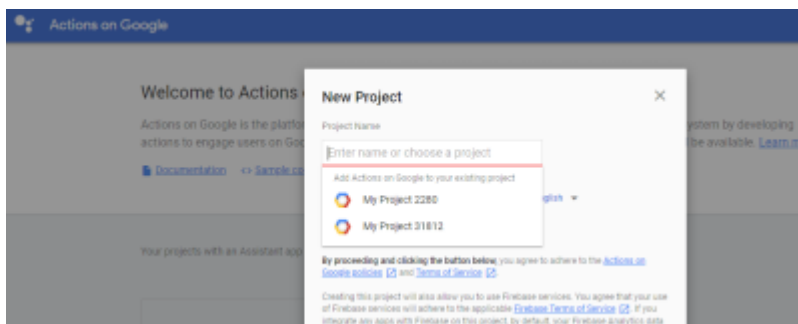 Actions on Google
Welcome to Actions
New Project
Actions on Google is the platfor
Project Name
ystem by developing
actions to engage users on Goo
be available. Learn m
Enter name or choose a project
Documentation <> Sample co
Add Actions on Google to your existing project
My Project 2280
glish
My Project 31812
Your projects with an Assistant app
By proceeding and clicking the button below, you agree to adhere to the Actions on
Google policies and Terms of Service
Creating this project will also allow you to use Firebase services. You agree that your use
of Firebase services will adhere to the applicable Firebase Terms of Service. If you
integrate any apps with Firebase on this project, by default, your Firebase Analytics data